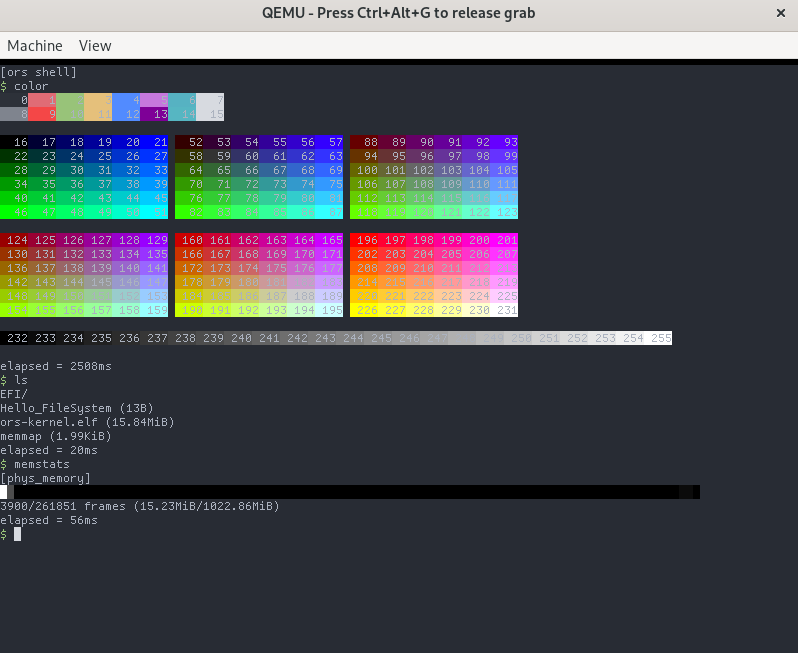 QEMU - Press Ctrl+Alt+G to release grab ×
Machine View
[ors shell]
$ color
0 1 2 3 4 5 6 7
8 9 11 12 13 14 15
16 17 18 19 20 21 52 53 54 55 56 57 88 89 90 91 92 93
22 23 24 25 26 27 58 59 60 61 62 63 94 95 96 97 98 99
28 29 30 31 32 33 64 65 66 67 68 69 100 101 102 103 104 105
34 35 36 37 38 39 70 71 72 73 74 75 106 107 108 109 110 111
40 41 42 43 44 45 76 77 78 79 80 81 112 113 114 115
46 47 48 49 50 82 83 84 85 86 87 118 119 120 121 122 123
124 125 126 127 128 129 160 161 162 163 164 165 196 197 198 199 200 201
130 131 132 133 134 135 166 167 168 169 170 171 202 203 204 205 206 207
136 137 138 139 140 141 172 173 174 175 176 177 208 209 210 211 212 213
142 143 144 145 146 147 178 179 180 181 214 215 216 217 218 219
148 149 152 153 184 185 186 187 188 189 220 221 222 223 224 225
154 155 156 157 158 159 190 191 192 193 194 195 226 227 228 229 230 231
232 233 234 235 236 237 238 239 240 241 242 243 244 245 246 247 249 250 251 252 253 254 255
elapsed = 2508ms
$ ls
EFI/
Hello_FileSystem (13B)
ors-kernel.elf (15.84MiB)
memmap (1.99KiB)
elapsed = 20ms
$ memstats
[phys_memory]
3900/261851 frames (15.23MiB/1022.86MiB)
elapsed = 56ms
$